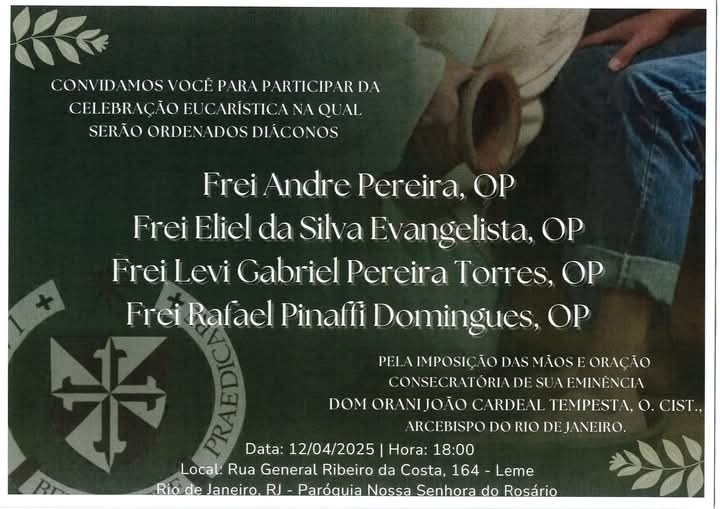 CONVIDAMOS VOCÊ PARA PARTICIPAR DA
CELEBRAÇÃO EUCARÍSTICA NA QUAL
SERÃO ORDENADOS DIÁCONOS
Frei Andre Pereira, OP
Frei Eliel da Silva Evangelista, OP
Frei Levi Gabriel Pereira Torres, OP
Frei Rafael Pinaffi Domingues, OP
PRAEDICARE
PELA IMPOSIÇÃO DAS MÃOS E ORAÇÃO
CONSECRATÓRIA DE SUA EMINÊNCIA
DOM ORANI JOÃO CARDEAL TEMPESTA, O. CIST.,
ARCEBISPO DO RIO DE JANEIRO.
Data: 12/04/2025 | Hora: 18:00
Local: Rua General Ribeiro da Costa, 164 - Leme
Rio de Janeiro, RJ - Paróquia Nossa Senhora do Rosário